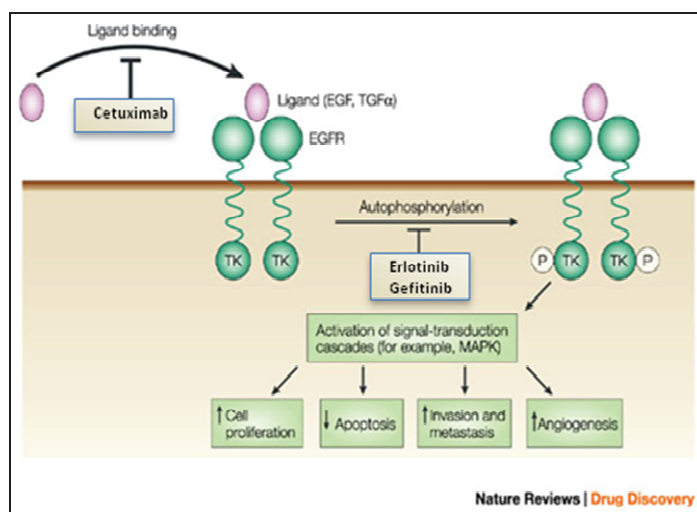 Ligand binding
Cetuximab
Ligand (EGF, TGFα)
EGFR
Autophosphorylation
TK
TK
Erlotinib
Gefitinib
P
TK
TK
P
Activation of signal-transduction
cascades (for example, MAPK)
↑Cell
proliferation
↓ Apoptosis
↑Invasion and
metastasis
↑Angiogenesis
Nature Reviews | Drug Discovery